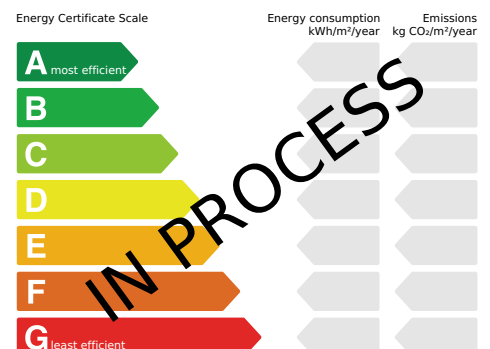 Energy Certificate Scale
Energy consumption
kWh/m²/year
Emissions
kg CO₂/m²/year
A most efficient
B
C
D
E
F
G least efficient
IN PROCESS